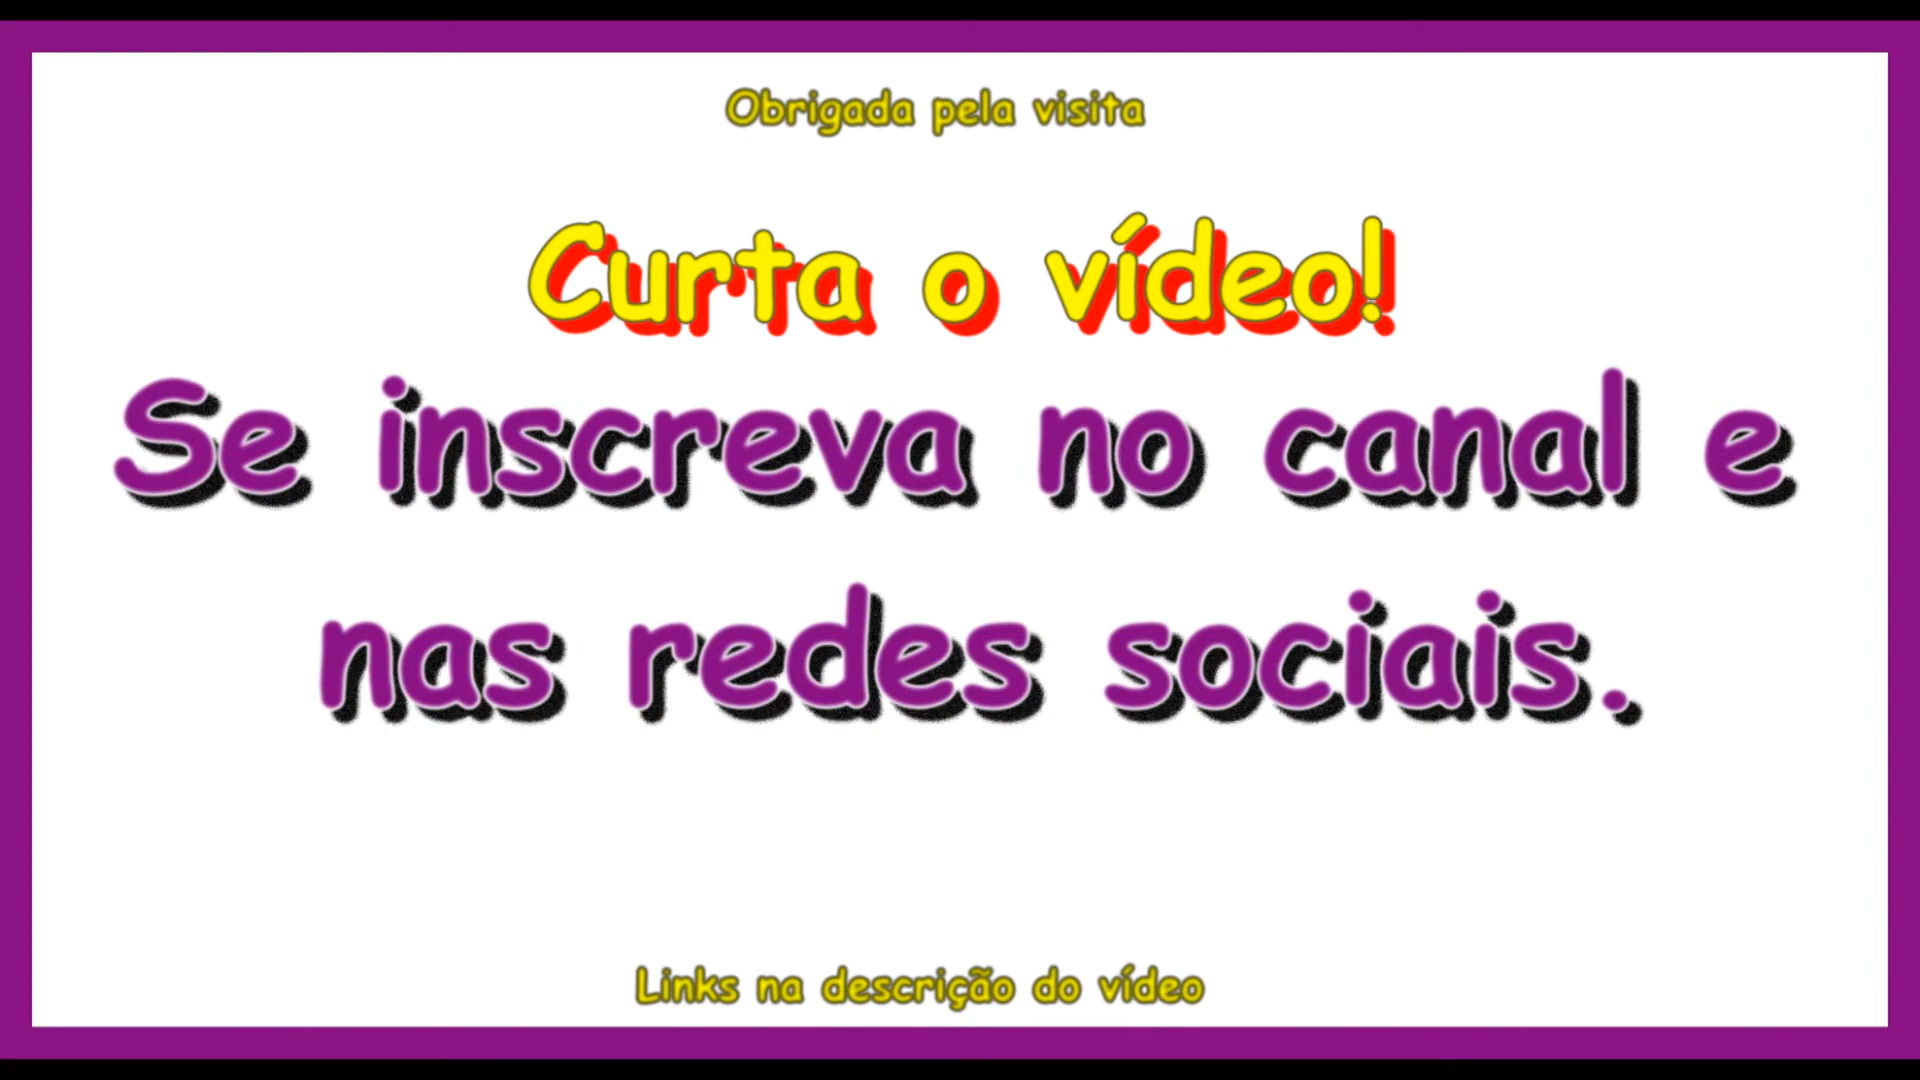 Obrigada pela visita
Curta o vídeo!
Se inscreva no canal e
nas redes sociais.
Links na descrição do vídeo